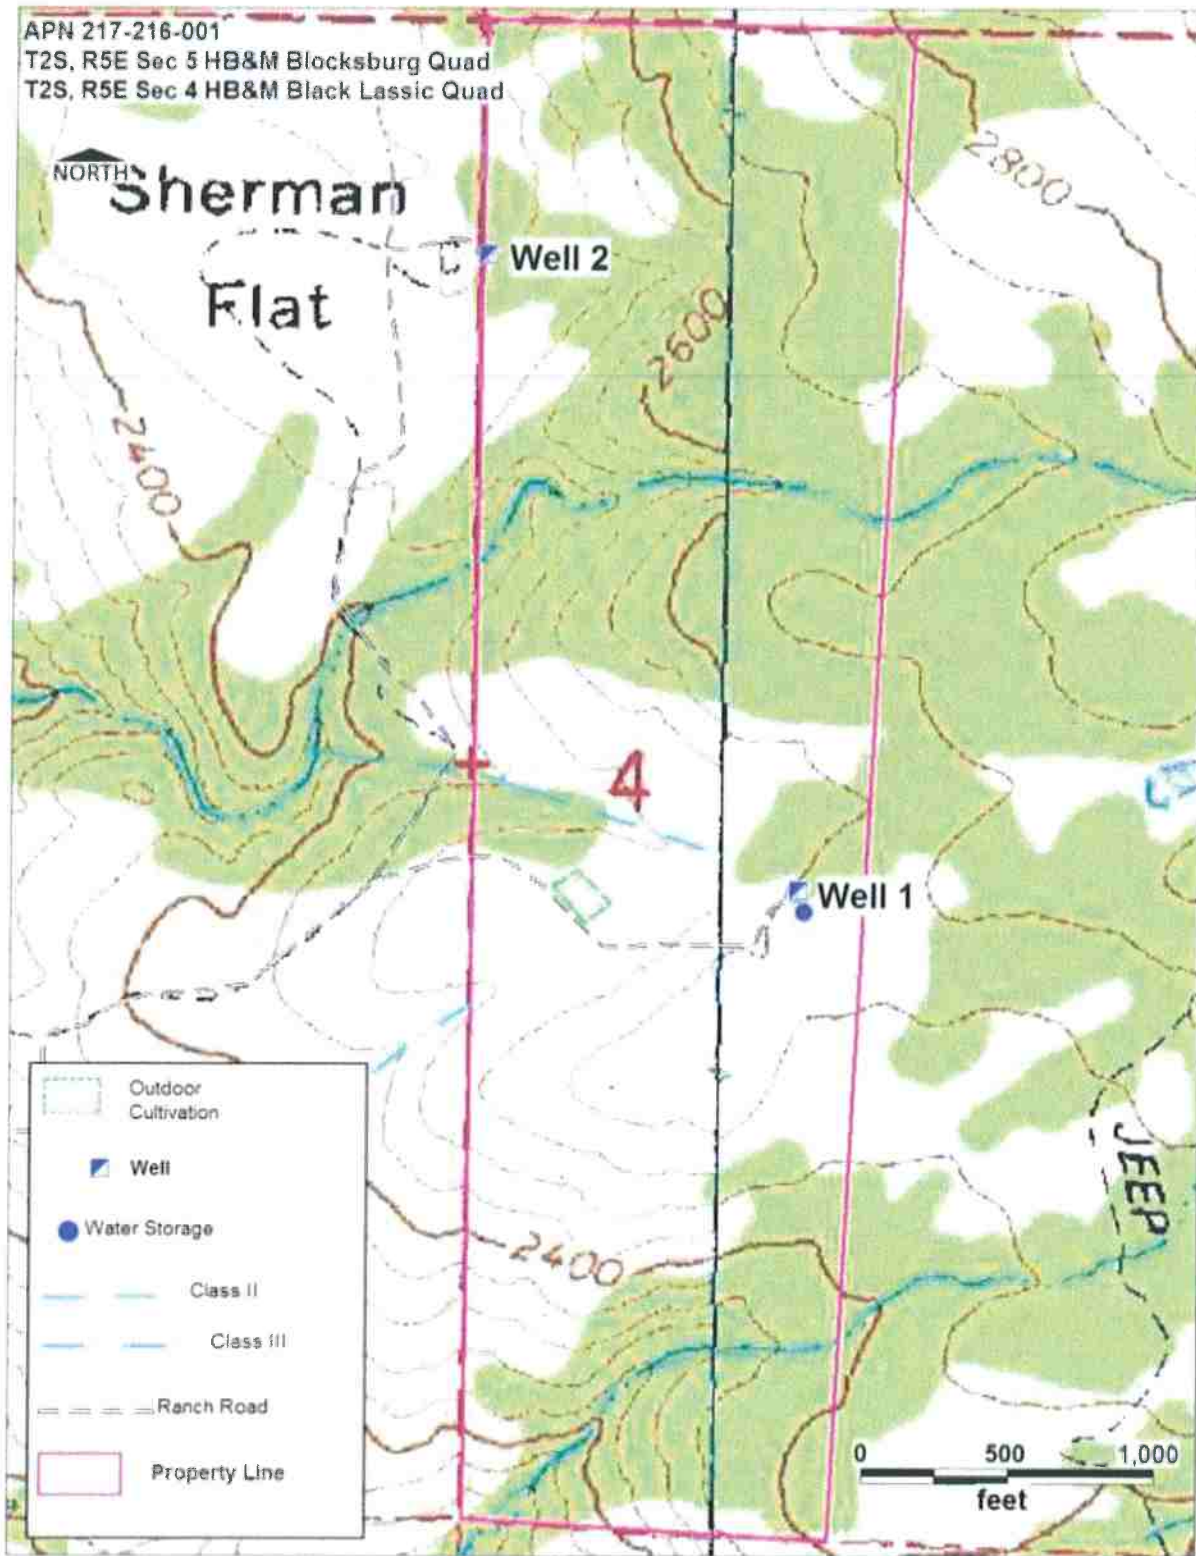 APN 217-216-001
T2S, R5E Sec 5 HB&M Blocksburg Quad
T2S, R5E Sec 4 HB&M Black Lassic Quad
NORTH
Sherman
Flat
Well 2
2800
2600
2400
4
Well 1
JEEP
2400
Outdoor
Cultivation
Well
Water Storage
Class II
Class III
Ranch Road
Property Line
0 500 1,000
feet